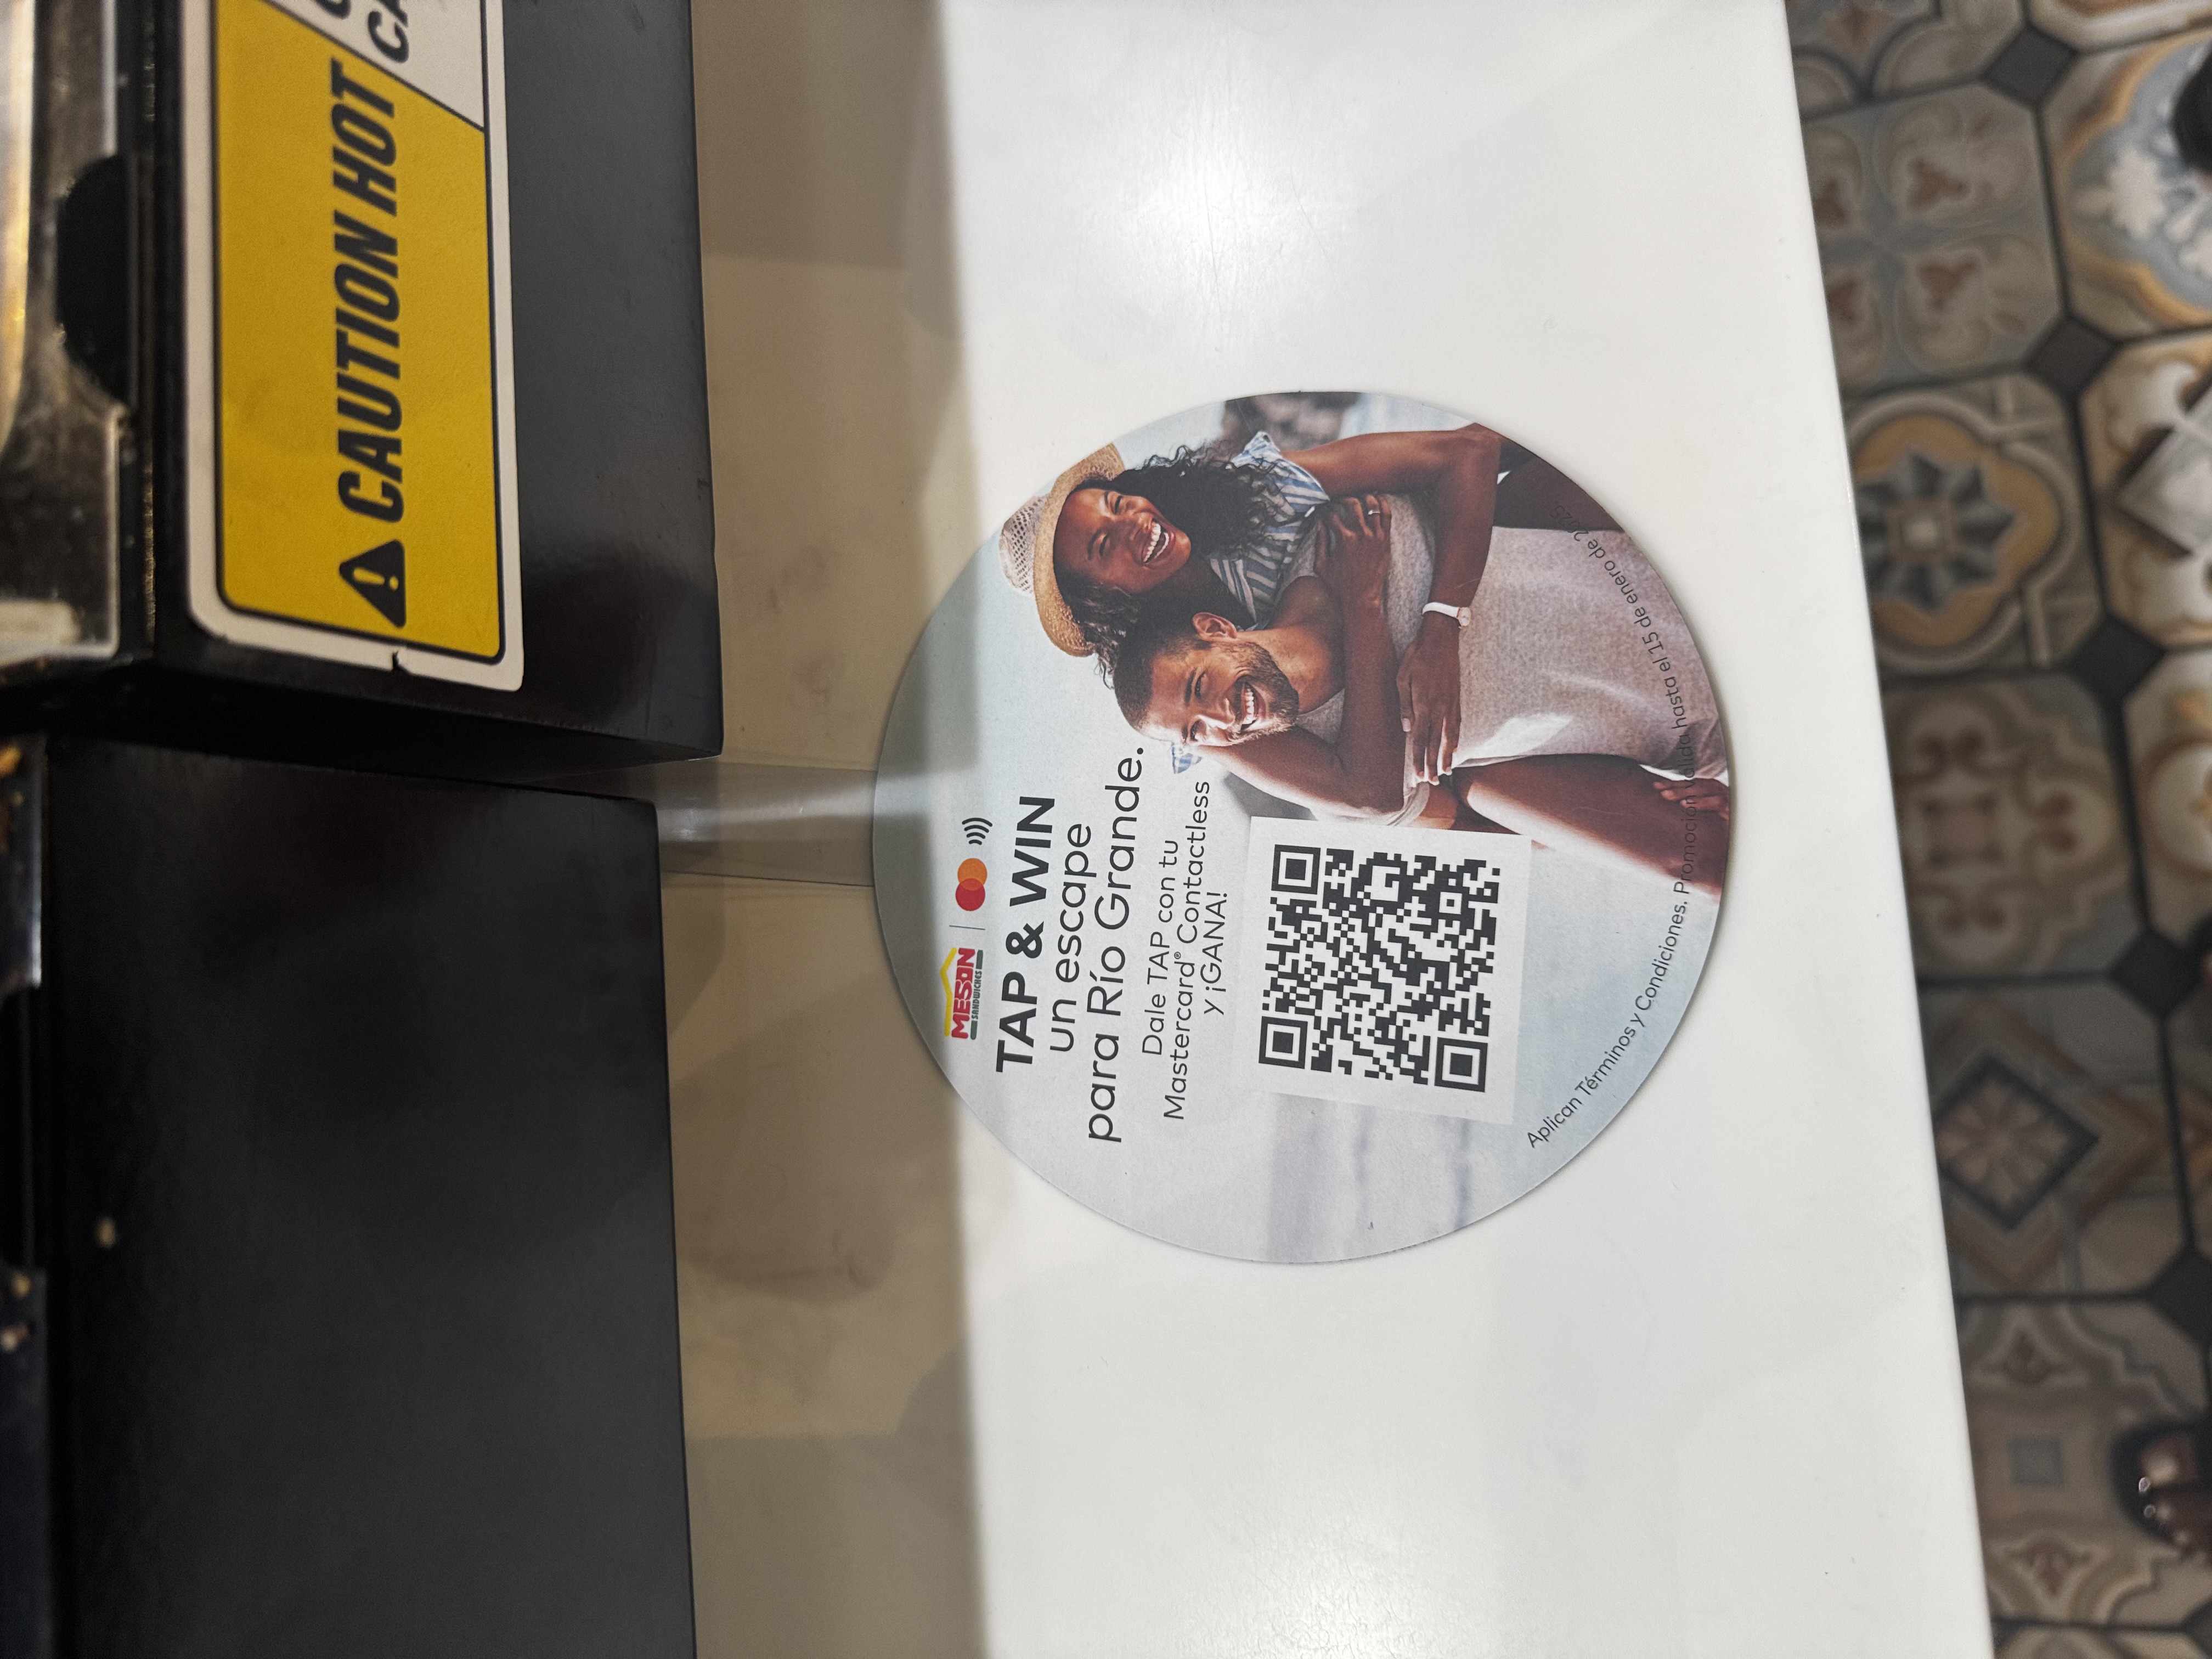 CAUTION HOT
MESON
SANDWICHES
TAP & WIN
un escape
para Río Grande.
Dale TAP con tu
Mastercard® Contactless
y ¡GANA!
Aplican Términos y Condiciones. Promoción válida hasta el 15 de enero de